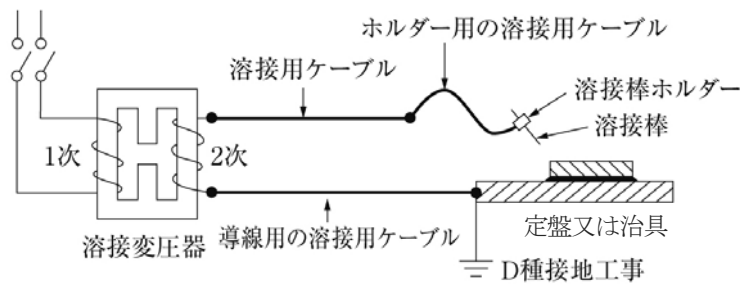 ホルダー用の溶接用ケーブル
溶接用ケーブル
溶接棒ホルダー
溶接棒
1次
2次
定盤又は治具
溶接変圧器
導線用の溶接用ケーブル
D種接地工事